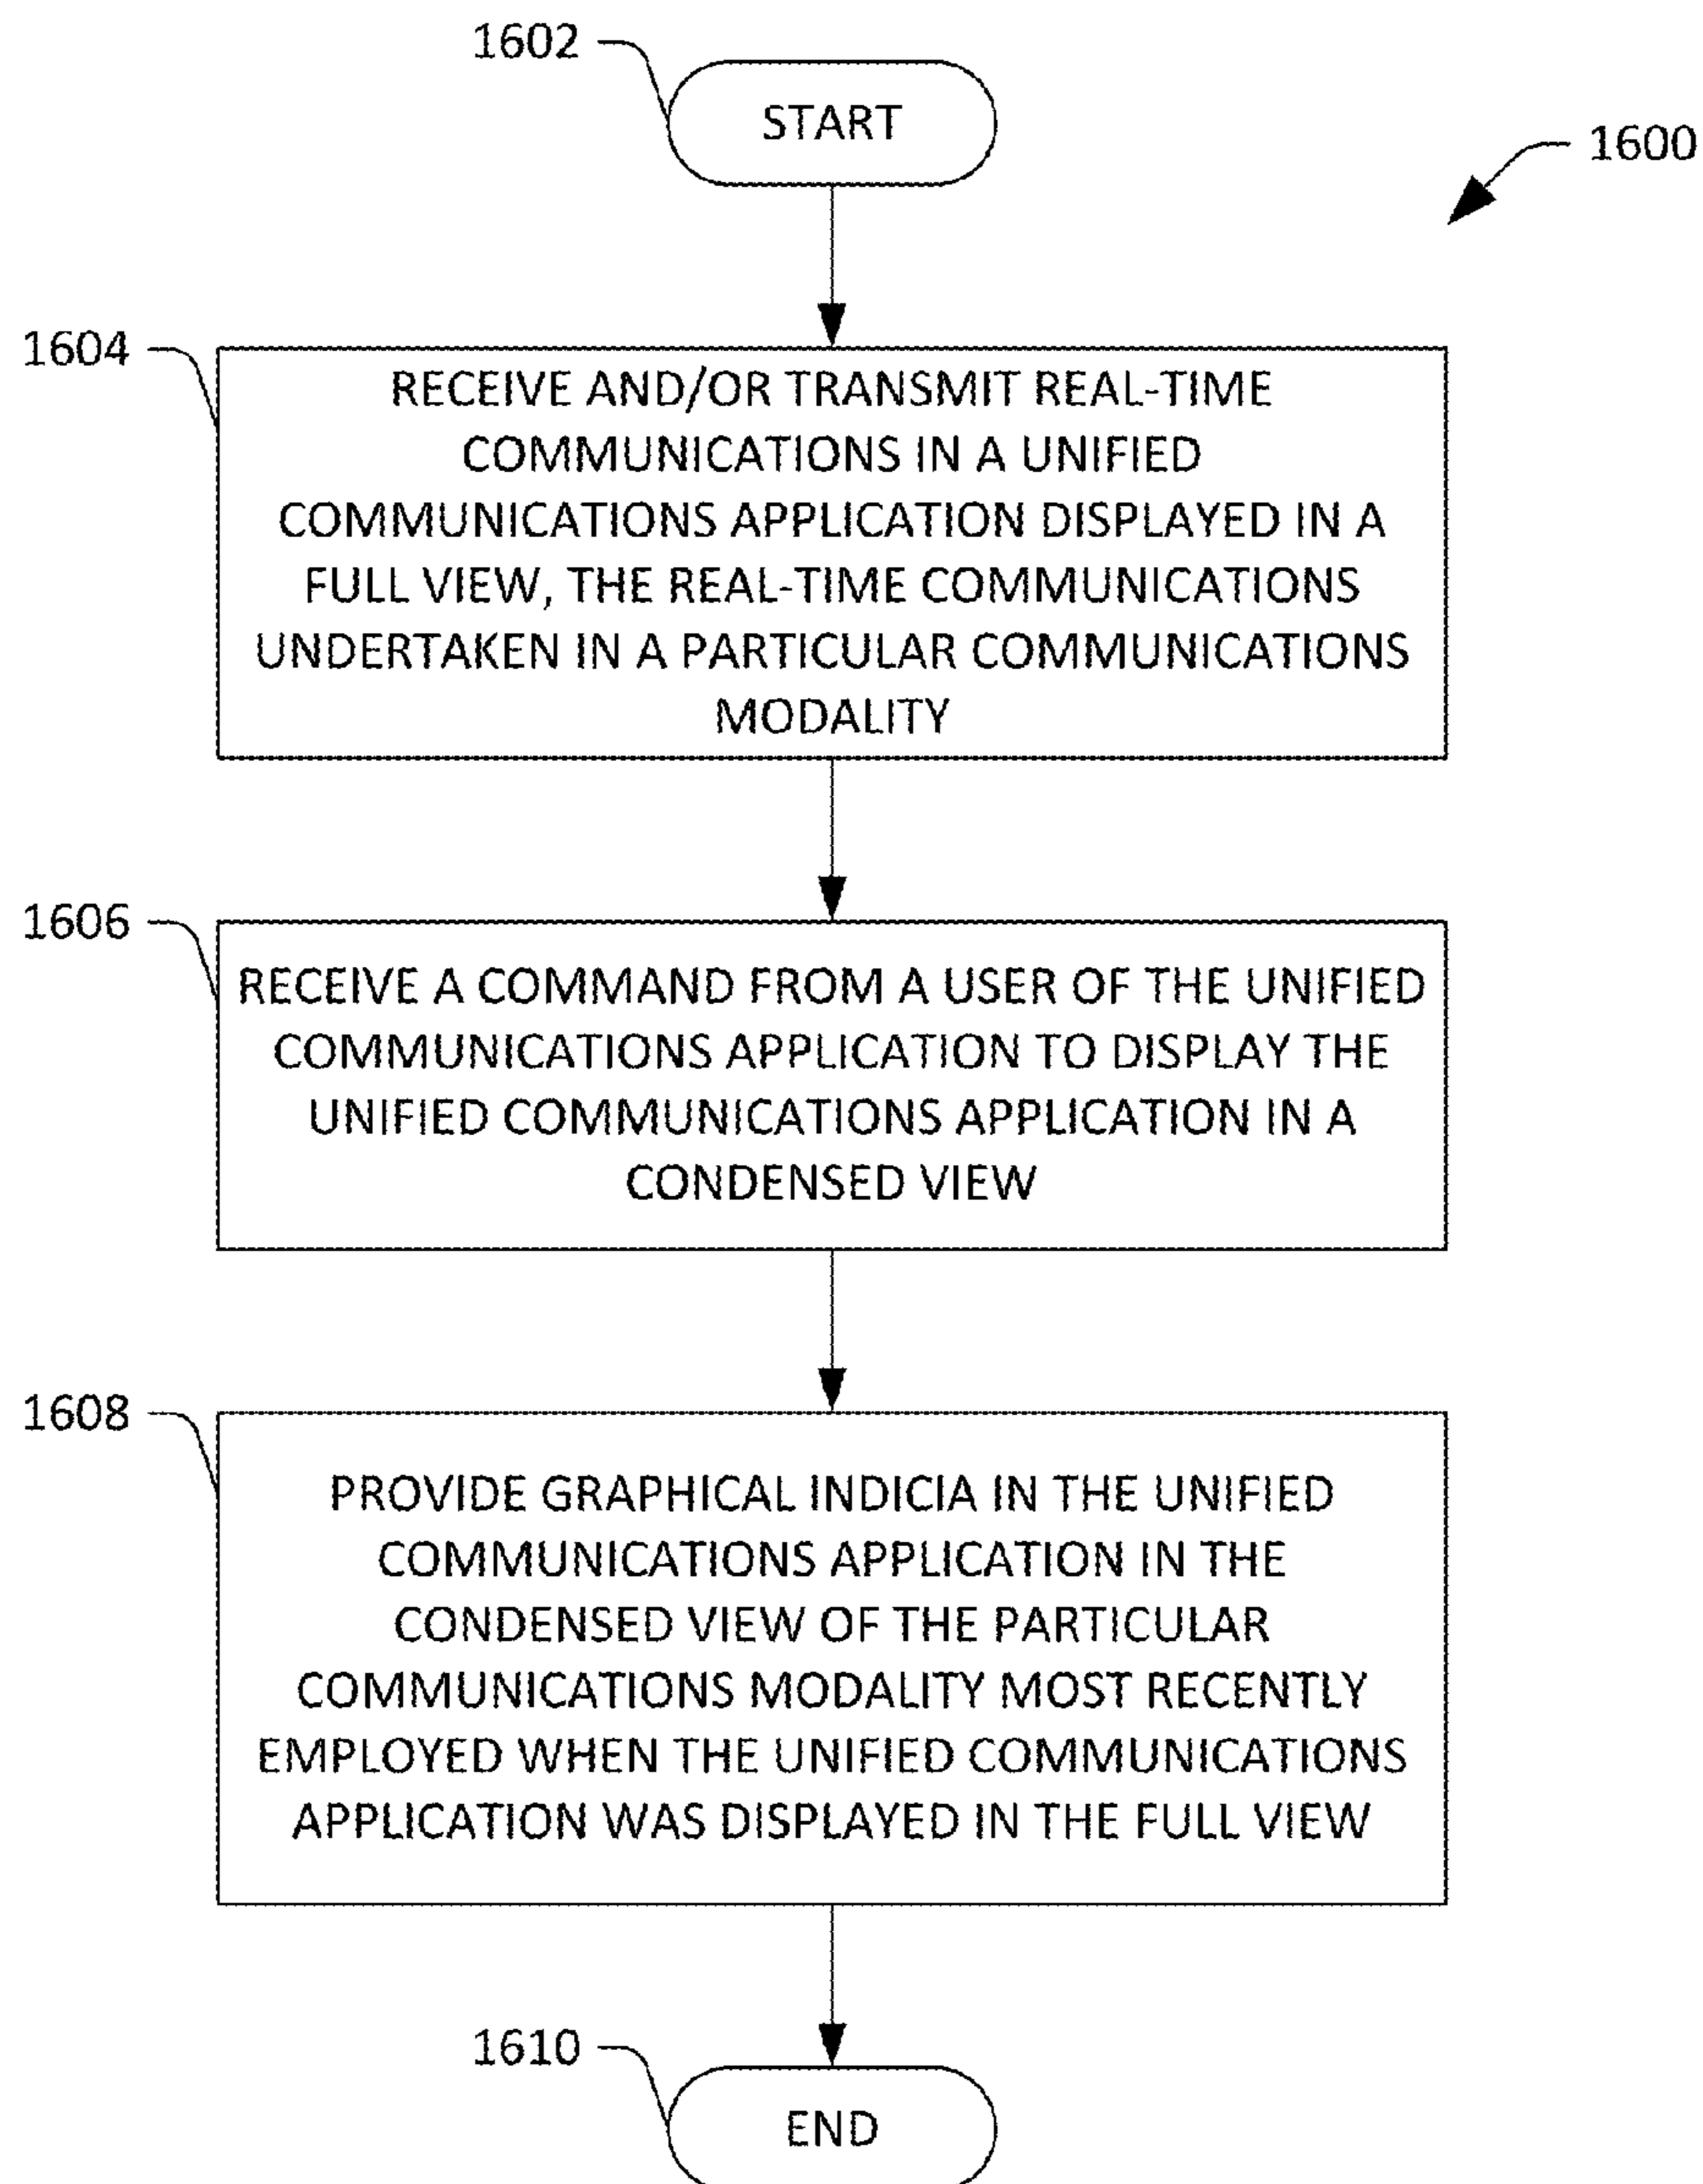 1602
START
1600
1604
RECEIVE AND/OR TRANSMIT REAL-TIME
COMMUNICATIONS IN A UNIFIED
COMMUNICATIONS APPLICATION DISPLAYED IN A
FULL VIEW, THE REAL-TIME COMMUNICATIONS
UNDERTAKEN IN A PARTICULAR COMMUNICATIONS
MODALITY
1606
RECEIVE A COMMAND FROM A USER OF THE UNIFIED
COMMUNICATIONS APPLICATION TO DISPLAY THE
UNIFIED COMMUNICATIONS APPLICATION IN A
CONDENSED VIEW
1608
PROVIDE GRAPHICAL INDICIA IN THE UNIFIED
COMMUNICATIONS APPLICATION IN THE
CONDENSED VIEW OF THE PARTICULAR
COMMUNICATIONS MODALITY MOST RECENTLY
EMPLOYED WHEN THE UNIFIED COMMUNICATIONS
APPLICATION WAS DISPLAYED IN THE FULL VIEW
1610
END